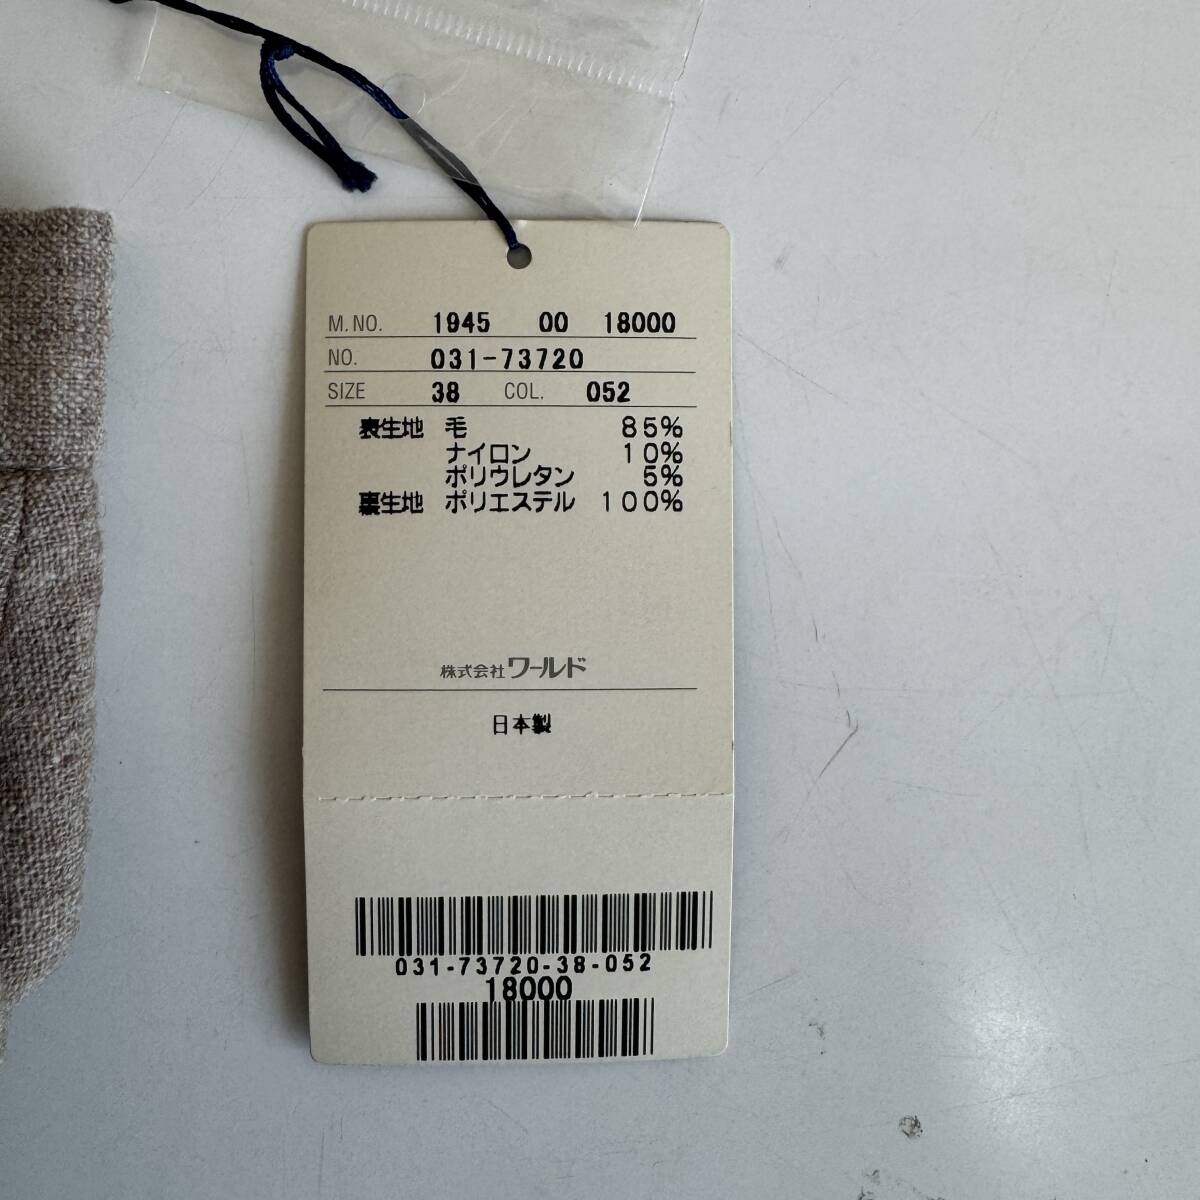 M.NO. 1945 00 18000
NO. 031-73720
SIZE 38 COL. 052
表生地 毛 85%
ナイロン 10%
ポリウレタン 5%
裏生地 ポリエステル 100%
株式会社ワールド
日本製
031-73720-38-052
18000